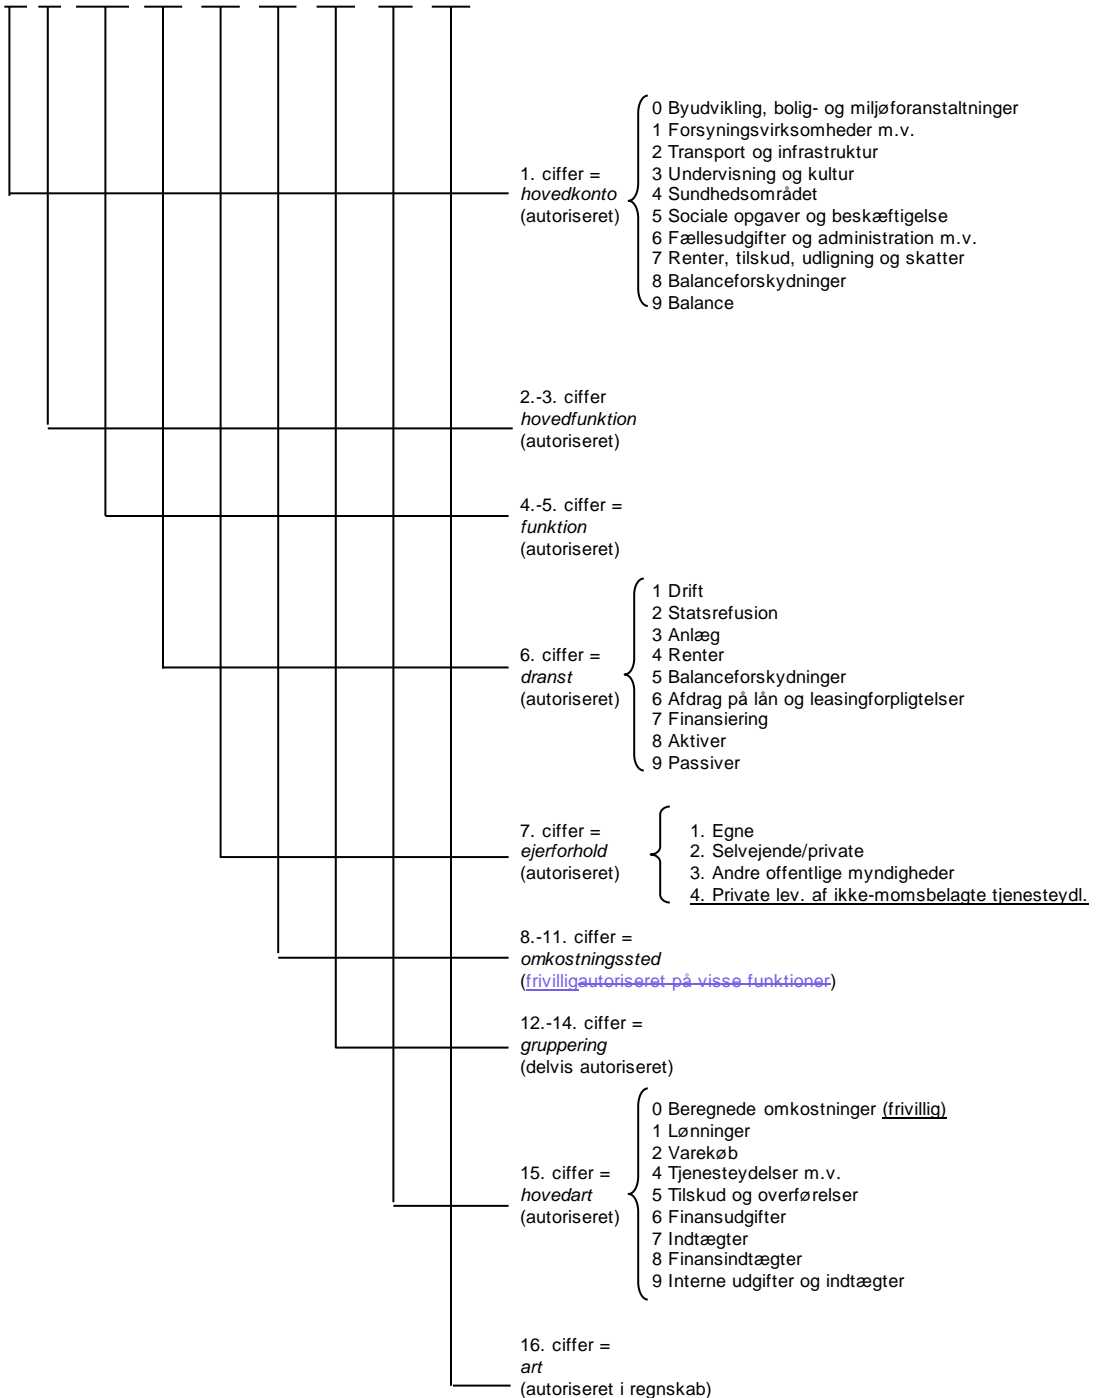 0 Byudvikling, bolig- og miljøforanstaltninger
1 Forsyningsvirksomheder m.v.
2 Transport og infrastruktur
1. ciffer =
hovedkonto
(autoriseret)
3 Undervisning og kultur
4 Sundhedsområdet
5 Sociale opgaver og beskæftigelse
6 Fællesudgifter og administration m.v.
7 Renter, tilskud, udligning og skatter
8 Balanceforskydninger
9 Balance
2.-3. ciffer
hovedfunktion
(autoriseret)
4.-5. ciffer =
funktion
(autoriseret)
1 Drift
2 Statsrefusion
3 Anlæg
6. ciffer =
dranst
(autoriseret)
4 Renter
5 Balanceforskydninger
6 Afdrag på lån og leasingforpligtelser
7 Finansiering
8 Aktiver
9 Passiver
7. ciffer =
ejerforhold
(autoriseret)
1. Egne
2. Selvejende/private
3. Andre offentlige myndigheder
4. Private lev. af ikke-momsbelagte tjenesteydl.
8.-11. ciffer =
omkostningssted
(frivilligautoriseret på visse funktioner)
12.-14. ciffer =
gruppering
(delvis autoriseret)
0 Beregnede omkostninger (frivillig)
1 Lønninger
2 Varekøb
15. ciffer =
hovedart
(autoriseret)
4 Tjenesteydelser m.v.
5 Tilskud og overførelser
6 Finansudgifter
7 Indtægter
8 Finansindtægter
9 Interne udgifter og indtægter
16. ciffer =
art
(autoriseret i regnskab)